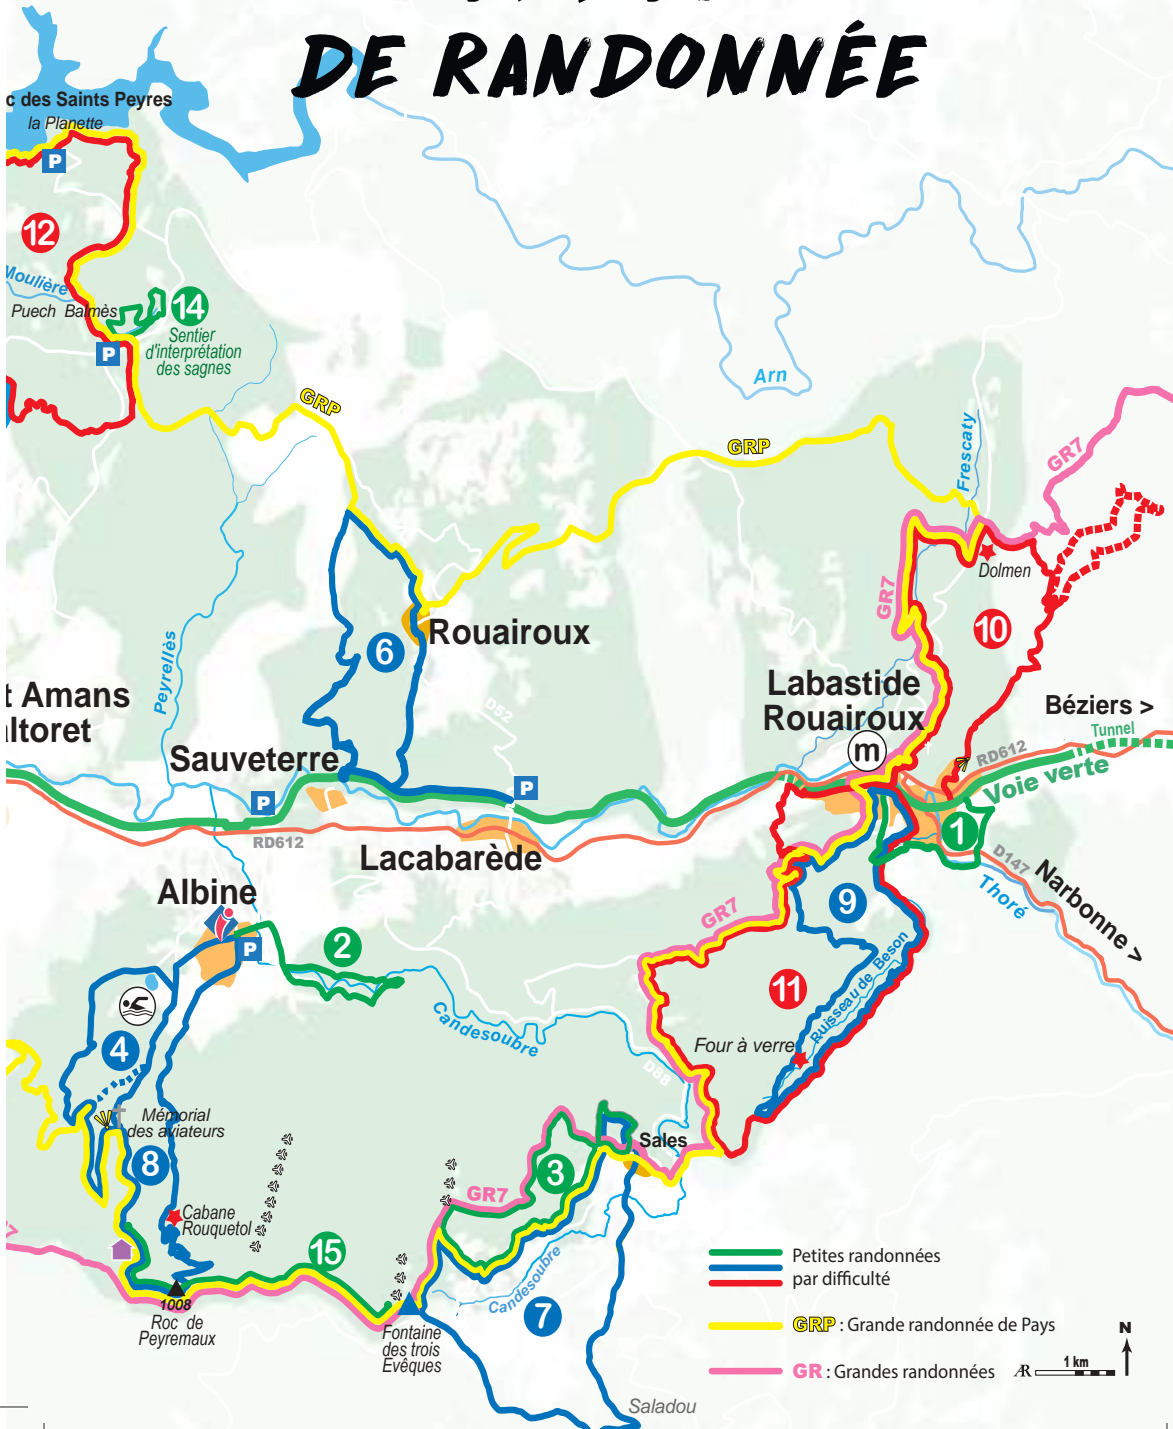 DE RANDONNÉE
c des Saints Peyres
la Planette
P
12
Moulière
Puech Balmès
14
Sentier
d'interprétation
des sagnes
P
GRP
Arn
GRP
Frescaty
GR7
Dolmen
GR7
10
Rouairoux
6
Peyrellès
t Amans
altoret
D52
Labastide
Rouairoux
m
Béziers >
Tunnel
RD612
Voie verte
Sauveterre
P
P
RD612
Lacabarède
1
D147
Narbonne >
Thoré
Albine
P
2
GR7
9
Ruisseau de Beson
11
Four à verre
Candesoubre
D88
4
Mémorial
des aviateurs
8
Sales
3
GR7
Cabane
Rouquetol
15
Candesoubre
7
1008
Roc de
Peyremaux
Fontaine
des trois
Evêques
Saladou
Petites randonnées
par difficulté
GRP : Grande randonnée de Pays
GR : Grandes randonnées
AR
1 km
N